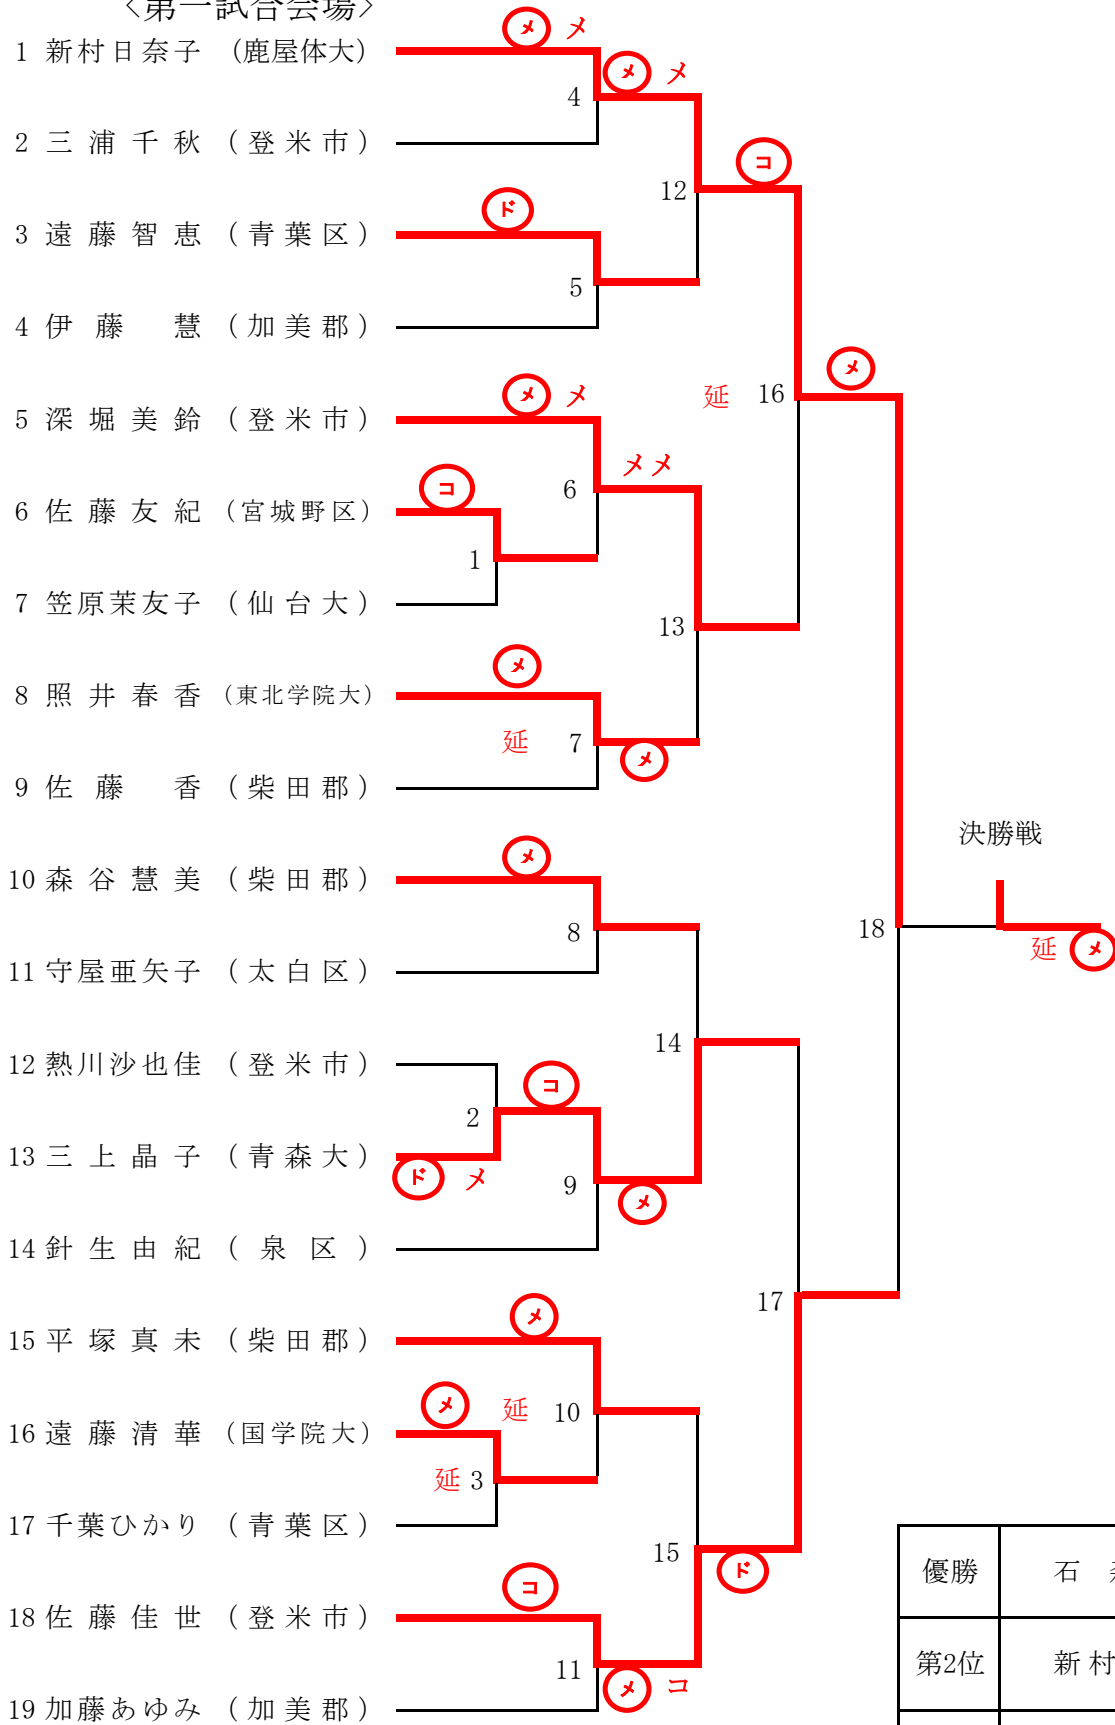 <第一試合会場>
メ メ
1 新村日奈子 (鹿屋体大)
メ メ
4
2 三浦千秋 (登米市)
コ
12
ド
3 遠藤智恵 (青葉区)
5
4 伊藤 慧 (加美郡)
メ
延 16
メ メ
5 深堀美鈴 (登米市)
メメ
コ
6
6 佐藤友紀 (宮城野区)
1
7 笠原茉友子 (仙台大)
13
メ
8 照井春香 (東北学院大)
延 7
メ
9 佐藤 香 (柴田郡)
決勝戦
メ
10 森谷慧美 (柴田郡)
8
18
延 メ
11 守屋亜矢子 (太白区)
14
12 熱川沙也佳 (登米市)
コ
2
13 三上晶子 (青森大)
ド メ
9
メ
14 針生由紀 (泉区)
17
メ
15 平塚真未 (柴田郡)
メ
延 10
16 遠藤清華 (国学院大)
延 3
17 千葉ひかり (青葉区)
15
ド
優勝 石
コ
18 佐藤佳世 (登米市)
11
第2位 新村
メ コ
19 加藤あゆみ (加美郡)